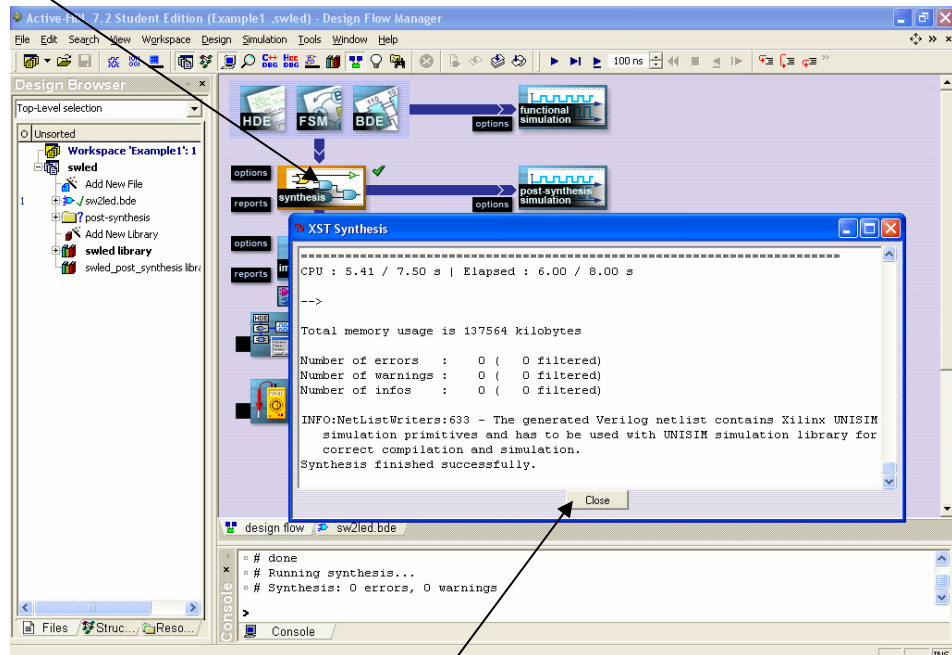 Active-HDL 7.2 Student Edition (Example1 ,swled) - Design Flow Manager
File Edit Search View Workspace Design Simulation Tools Window Help
100 ns
Design Browser
Top-Level selection
O Unsorted
Workspace 'Example1': 1
swled
Add New File
1 sw2led.bde
post-synthesis
Add New Library
swled library
swled_post_synthesis libra
Files Struc... Reso...
HDE FSM BDE
options
functional simulation
options
synthesis
reports
options
post-synthesis simulation
options
reports
XST Synthesis
CPU : 5.41 / 7.50 s | Elapsed : 6.00 / 8.00 s
-->
Total memory usage is 137564 kilobytes
Number of errors : 0 ( 0 filtered)
Number of warnings : 0 ( 0 filtered)
Number of infos : 0 ( 0 filtered)
INFO:NetListWriters:633 - The generated Verilog netlist contains Xilinx UNISIM
simulation primitives and has to be used with UNISIM simulation library for
correct compilation and simulation.
Synthesis finished successfully.
Close
design flow sw2led.bde
# done
# Running synthesis...
# Synthesis: 0 errors, 0 warnings
>
Console
Console